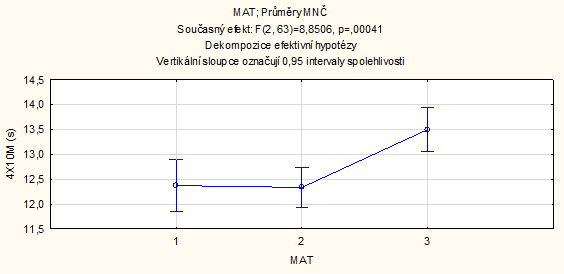 MAT; Průměry MNČ
Současný efekt: F(2, 63)=8,8506, p=,00041
Dekompozice efektivní hypotézy
Vertikální sloupce označují 0,95 intervaly spolehlivosti
14,5
14,0
13,5
13,0
12,5
12,0
11,5
4X10M (s)
1 2 3
MAT